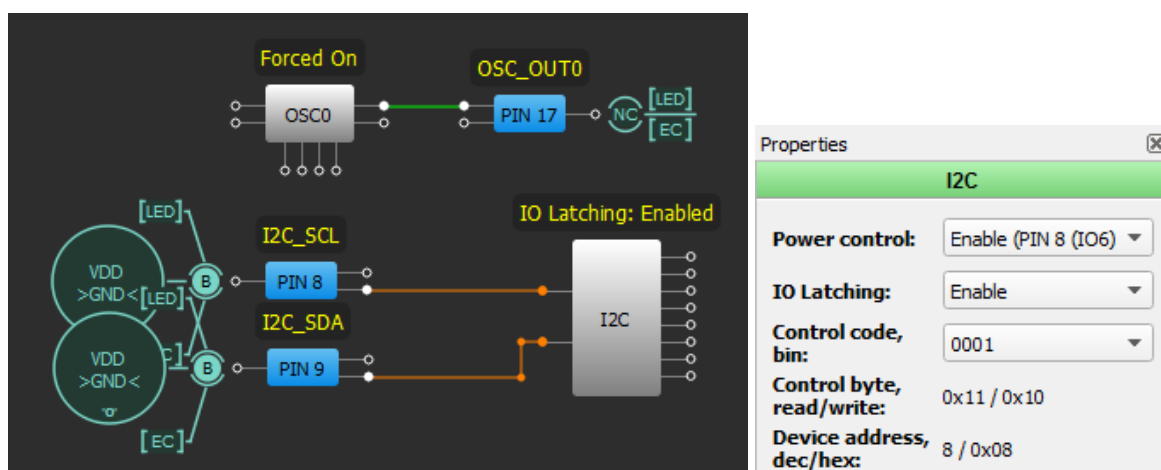 Forced On
OSC_OUT0
OSC0
PIN 17
NC
[LED]
[EC]
[LED]
I2C_SCL
IO Latching: Enabled
VDD
>GND<
[LED]
B
PIN 8
I2C_SDA
I2C
VDD
>GND<
"0"
C]
B
PIN 9
[EC]
Properties
I2C
Power control: Enable (PIN 8 (IO6)
IO Latching: Enable
Control code, bin: 0001
Control byte, read/write: 0x11 / 0x10
Device address, dec/hex: 8 / 0x08